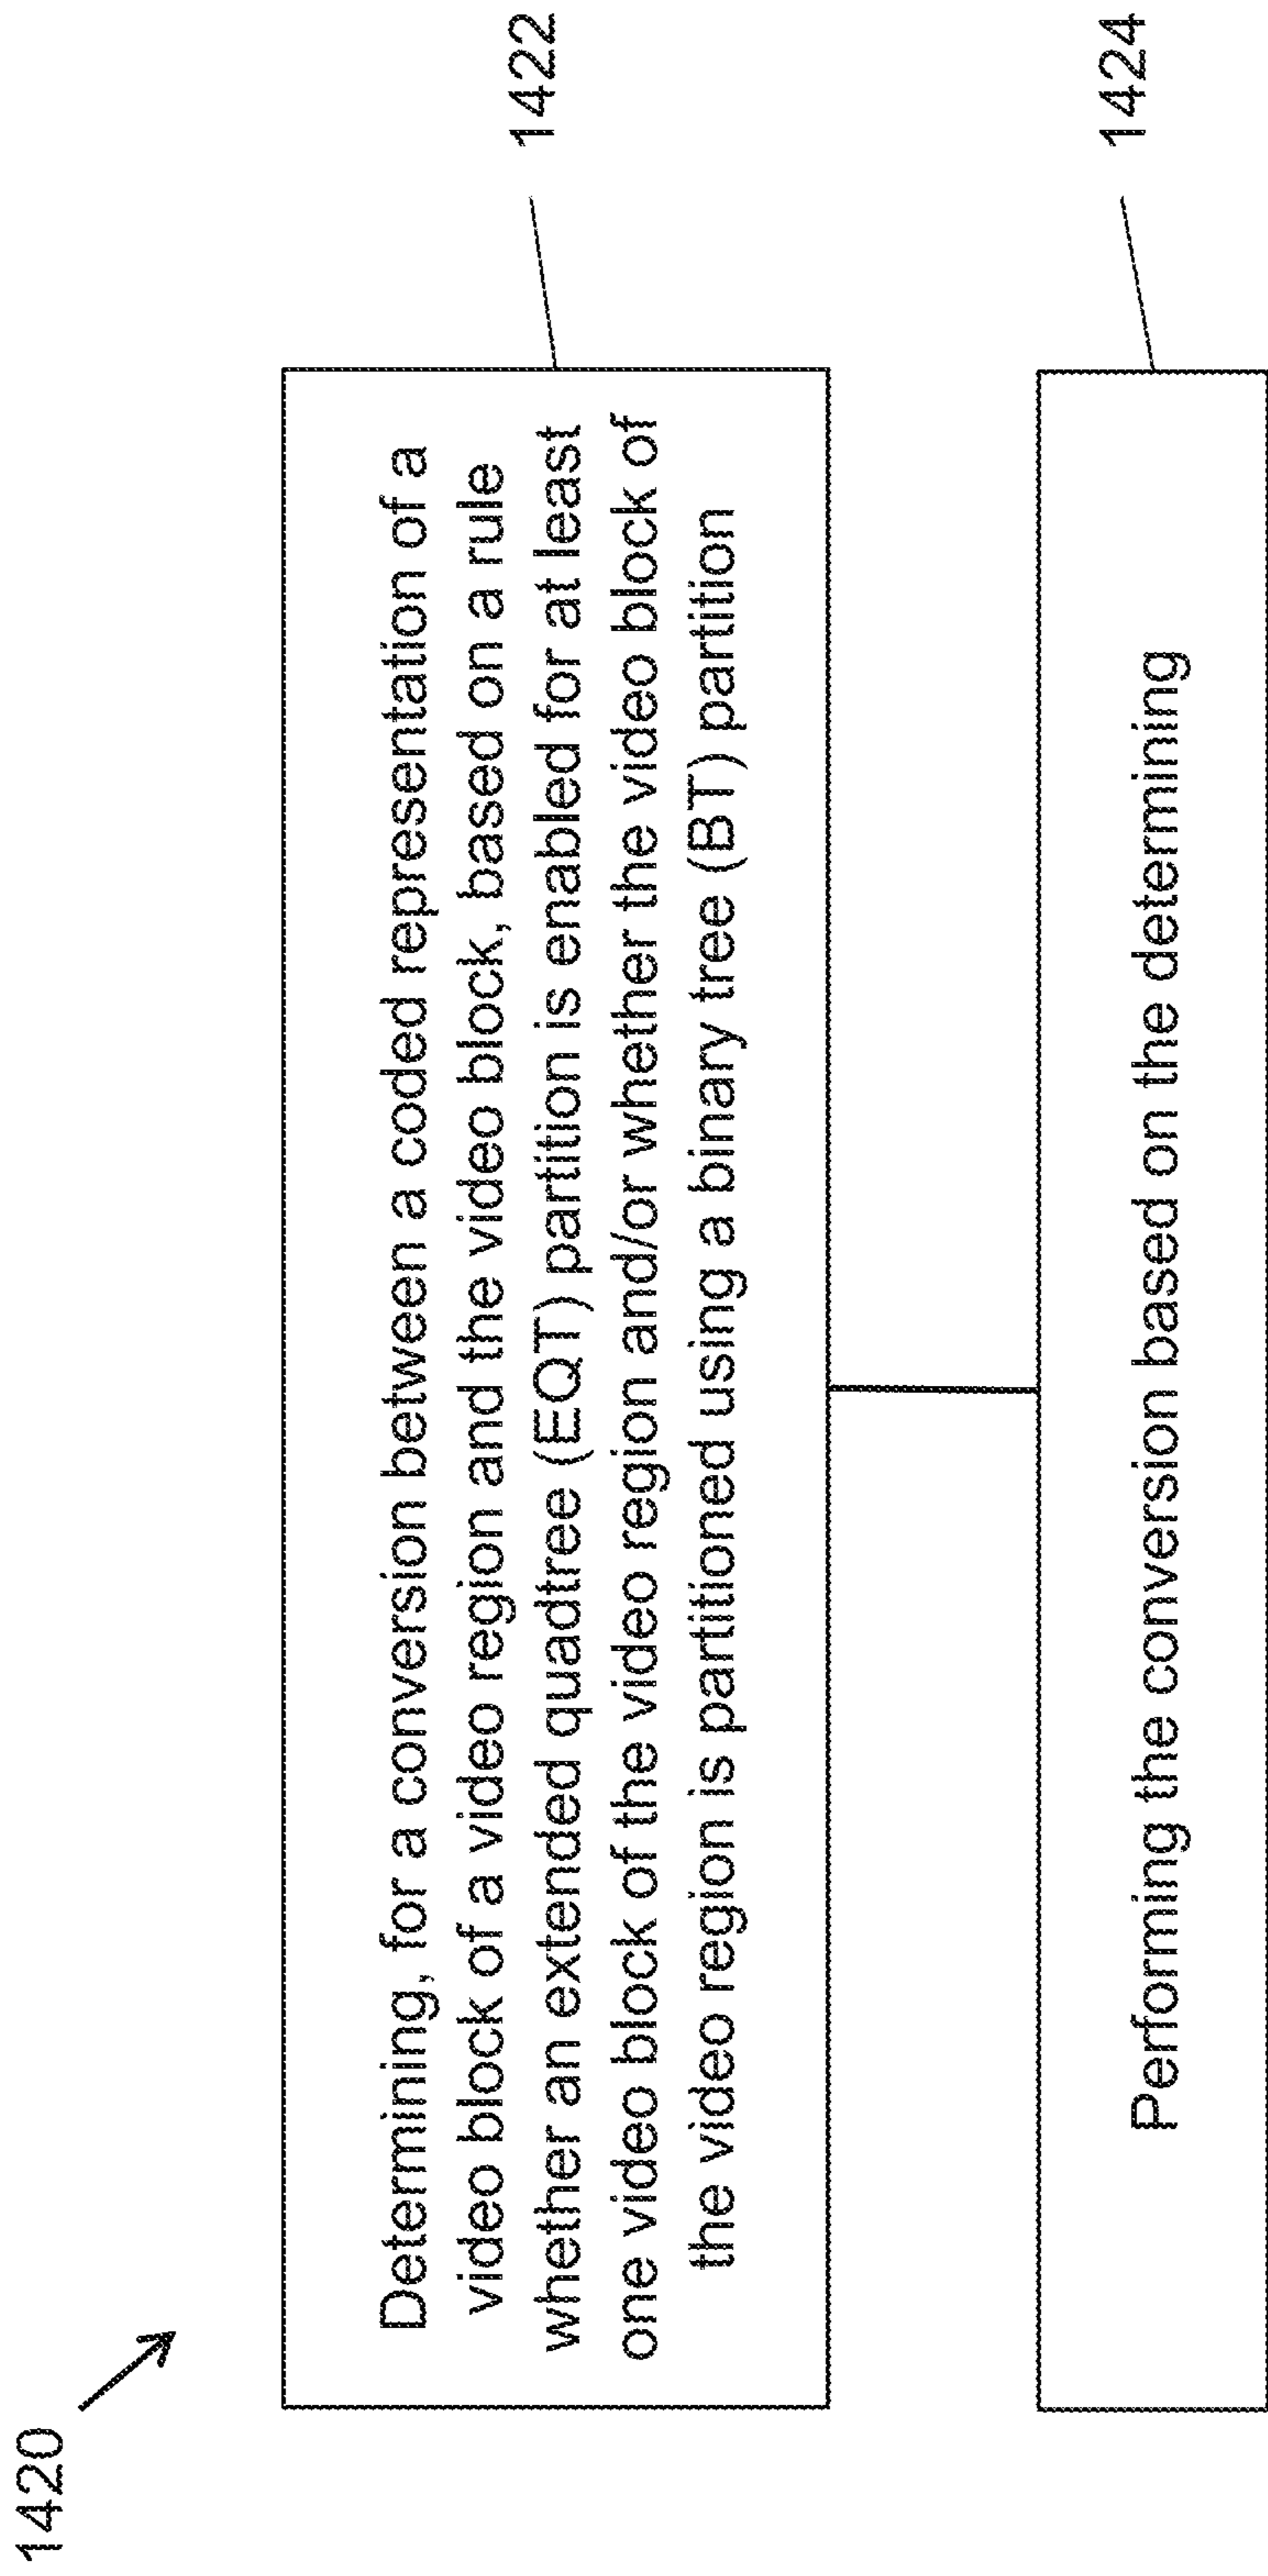 1420
Determining, for a conversion between a coded representation of a
video block of a video region and the video block, based on a rule
whether an extended quadtree (EQT) partition is enabled for at least
one video block of the video region and/or whether the video block of
the video region is partitioned using a binary tree (BT) partition
1422
Performing the conversion based on the determining
1424